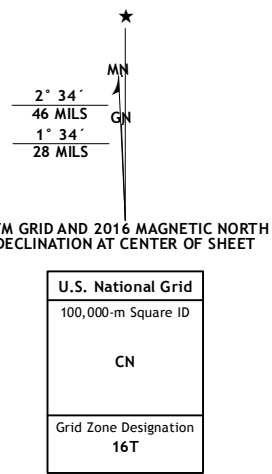 MN
2° 34´
46 MILS
GN
1° 34´
28 MILS
TM GRID AND 2016 MAGNETIC NORTH
DECLINATION AT CENTER OF SHEET
U.S. National Grid
100,000-m Square ID
CN
Grid Zone Designation
16T